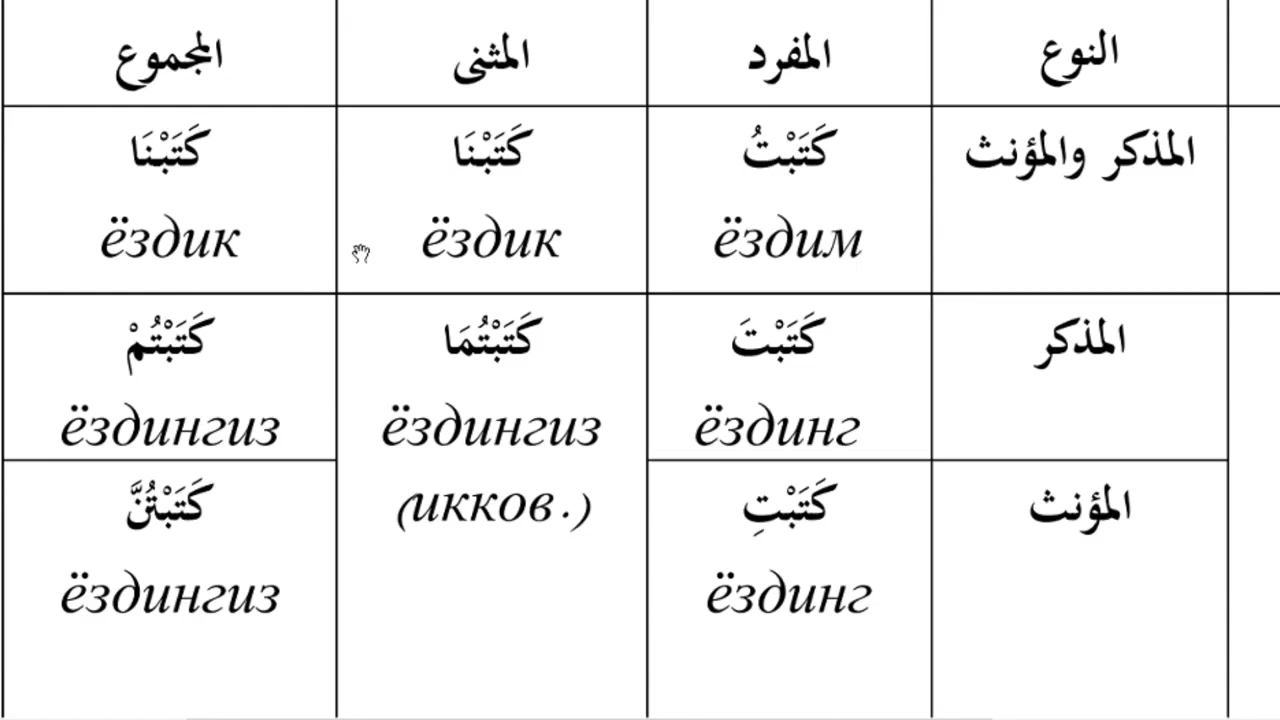 النوع المفرد المثنى المجموع
المذكر والمؤنث كَتَبْتُ كَتَبْنَا كَتَبْنَا
ёздим ёздик ёздик
المذكر كَتَبْتَ كَتَبْتُمَا كَتَبْتُمْ
ёздинг ёздингиз ёздингиз
المؤنث كَتَبْتِ (икков.) كَتَبْتُنَّ
ёздинг ёздингиз